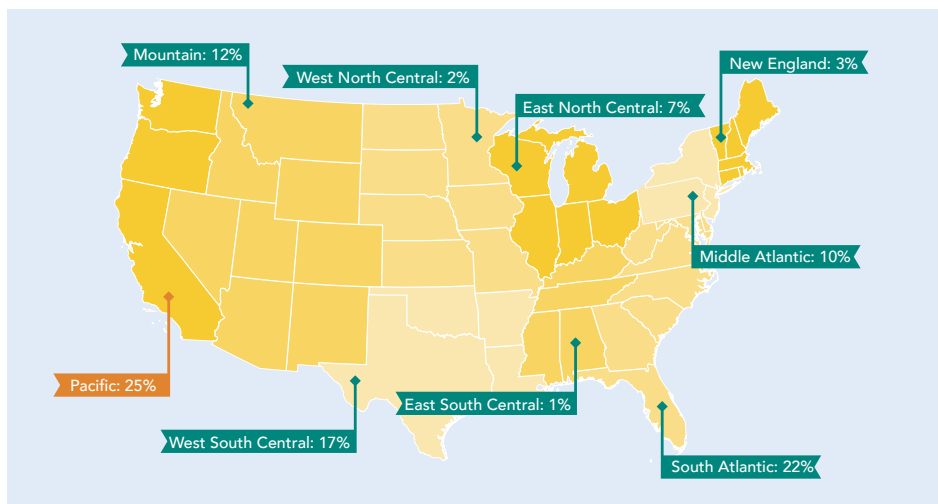 Mountain: 12%
West North Central: 2%
New England: 3%
East North Central: 7%
Middle Atlantic: 10%
Pacific: 25%
East South Central: 1%
West South Central: 17%
South Atlantic: 22%